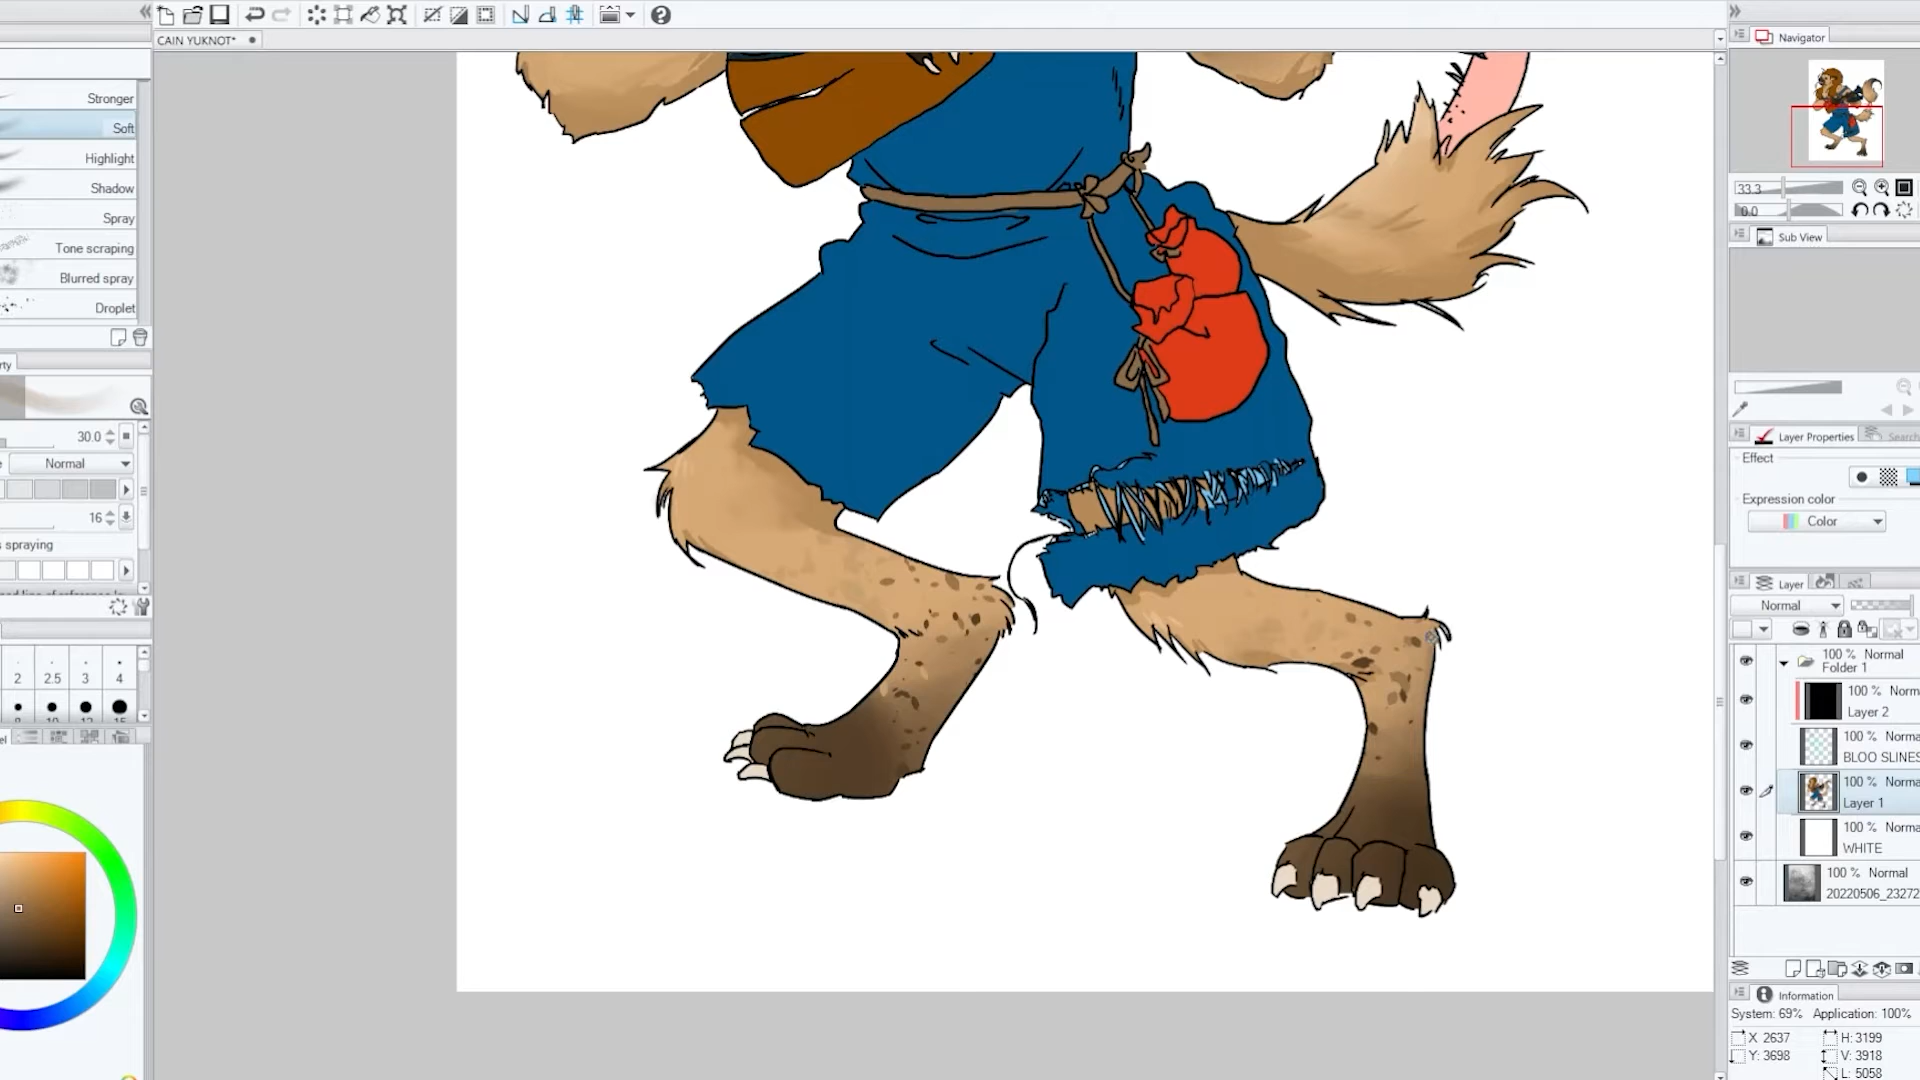 CAIN YUKNOT*
Stronger
Soft
Highlight
Shadow
Spray
Tone scraping
Blurred spray
Droplet
rty
30.0
Normal
16
s spraying
2
2.5
3
4
Navigator
33.3
0.0
Sub View
Layer Properties
Search
Effect
Expression color
Color
Layer
Normal
100 % Normal
Folder 1
100 % Norm
Layer 2
100 % Norma
BLOO SLINES
100 % Norma
Layer 1
100 % Norma
WHITE
100 % Normal
20220506_23272
Information
System: 69% Application: 100%
X 2637
H: 3199
Y: 3698
V: 3918
L: 5058